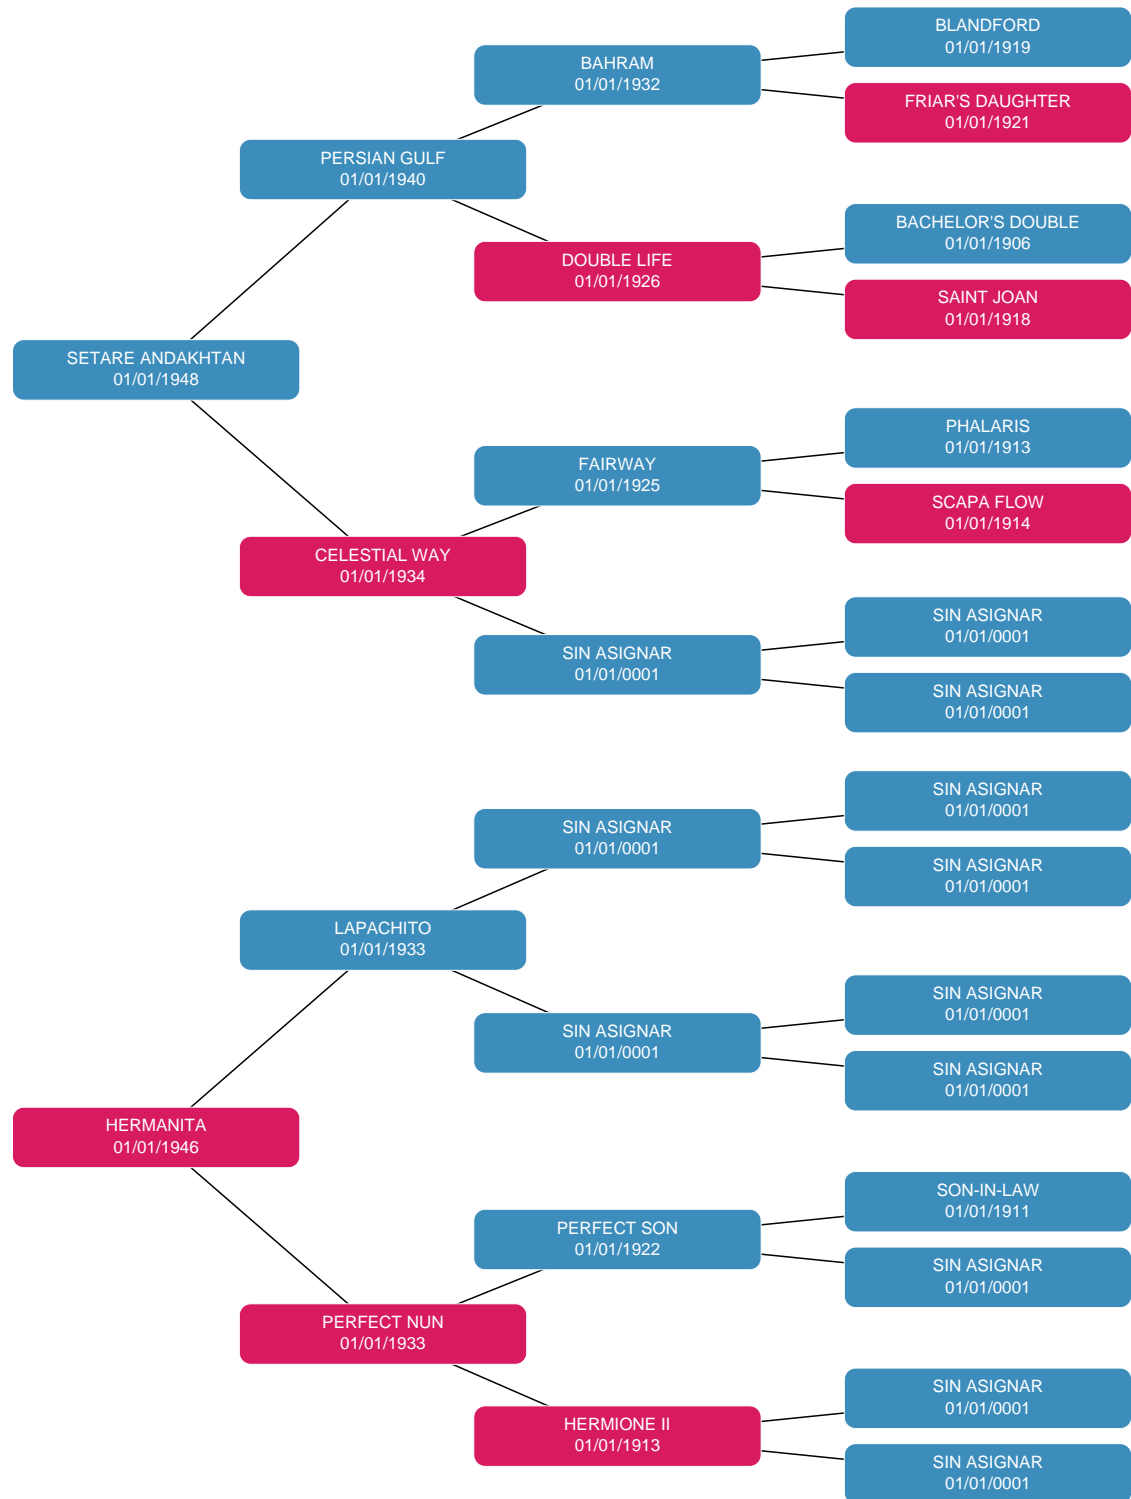 BLANDFORD
01/01/1919
BAHRAM
01/01/1932
FRIAR'S DAUGHTER
01/01/1921
PERSIAN GULF
01/01/1940
BACHELOR'S DOUBLE
01/01/1906
DOUBLE LIFE
01/01/1926
SAINT JOAN
01/01/1918
SETARE ANDAKHTAN
01/01/1948
PHALARIS
01/01/1913
FAIRWAY
01/01/1925
SCAPA FLOW
01/01/1914
CELESTIAL WAY
01/01/1934
SIN ASIGNAR
01/01/0001
SIN ASIGNAR
01/01/0001
SIN ASIGNAR
01/01/0001
SIN ASIGNAR
01/01/0001
SIN ASIGNAR
01/01/0001
SIN ASIGNAR
01/01/0001
LAPACHITO
01/01/1933
SIN ASIGNAR
01/01/0001
SIN ASIGNAR
01/01/0001
SIN ASIGNAR
01/01/0001
HERMANITA
01/01/1946
SON-IN-LAW
01/01/1911
PERFECT SON
01/01/1922
SIN ASIGNAR
01/01/0001
PERFECT NUN
01/01/1933
SIN ASIGNAR
01/01/0001
HERMIONE II
01/01/1913
SIN ASIGNAR
01/01/0001